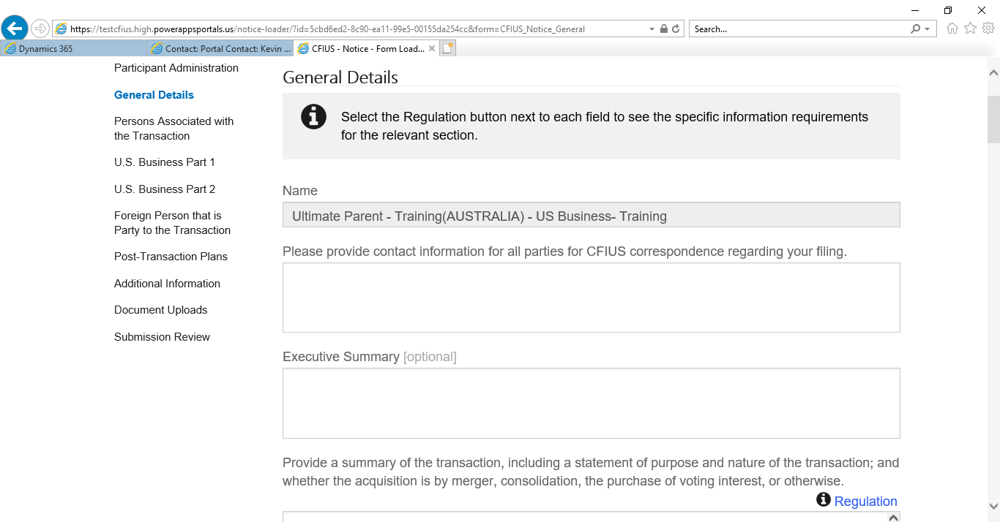 https://testcfius.high.powerappsportals.us/notice-loader/?id=5cbd6ed2-8c90-ea11-99e5-00155da254cc&form=CFIUS_Notice_General
Search...
Dynamics 365
Contact: Portal Contact: Kevin ...
CFIUS - Notice - Form Load...
Participant Administration
General Details
Persons Associated with
the Transaction
U.S. Business Part 1
U.S. Business Part 2
Foreign Person that is
Party to the Transaction
Post-Transaction Plans
Additional Information
Document Uploads
Submission Review
General Details
Select the Regulation button next to each field to see the specific information requirements
for the relevant section.
Name
Ultimate Parent - Training(AUSTRALIA) - US Business- Training
Please provide contact information for all parties for CFIUS correspondence regarding your filing.
Executive Summary [optional]
Provide a summary of the transaction, including a statement of purpose and nature of the transaction; and
whether the acquisition is by merger, consolidation, the purchase of voting interest, or otherwise.
Regulation